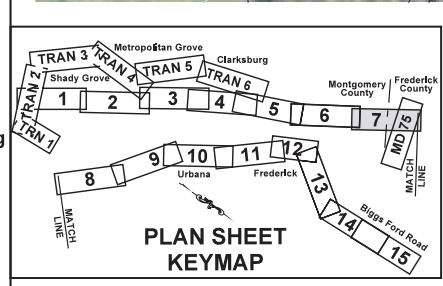 TRAN 3
Metropolitan Grove
TRAN 4
TRAN 5
Clarksburg
TRAN 6
TRAN 2
Shady Grove
Montgomery
County
Frederick
County
1
2
3
4
5
6
7
MD 75
TRN 1
g
MATCH
LINE
8
9
10
11
12
Urbana
Frederick
13
14
15
Biggs Ford Road
MATCH
LINE
PLAN SHEET
KEYMAP